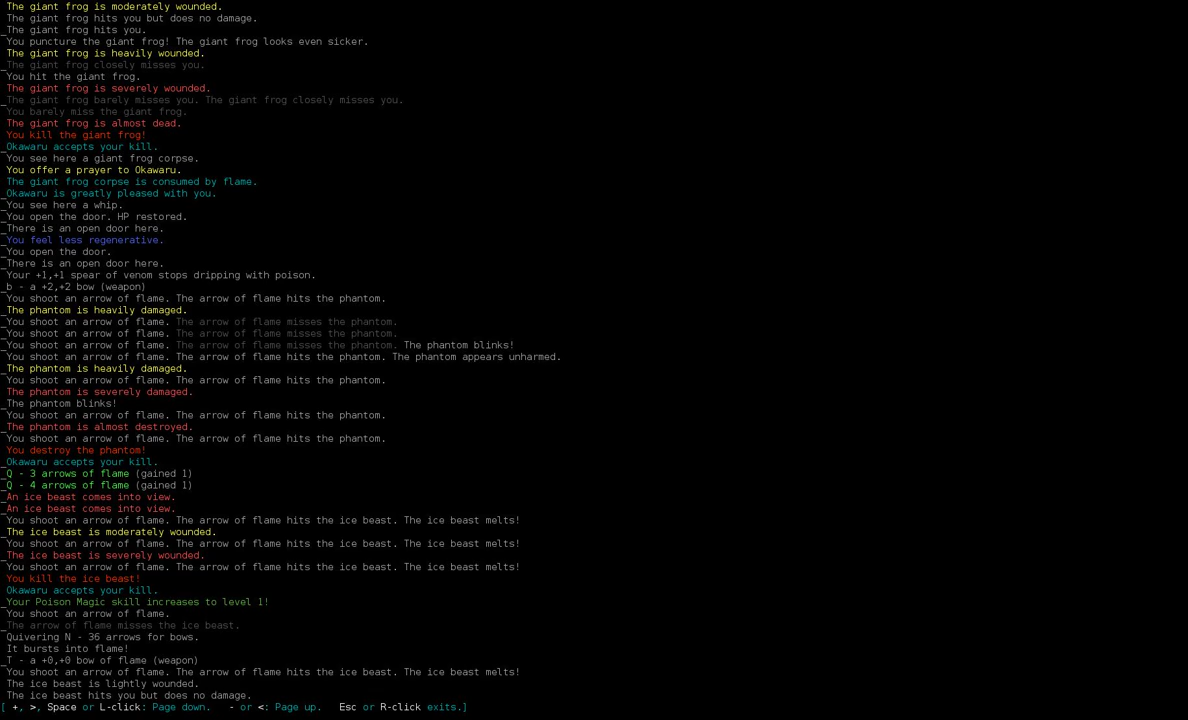 The giant frog is moderately wounded.
The giant frog hits you but does no damage.
_The giant frog hits you.
You puncture the giant frog! The giant frog looks even sicker.
The giant frog is heavily wounded.
_The giant frog closely misses you.
You hit the giant frog.
The giant frog is severely wounded.
_The giant frog barely misses you. The giant frog closely misses you.
You barely miss the giant frog.
The giant frog is almost dead.
You kill the giant frog!
_Okawaru accepts your kill.
You see here a giant frog corpse.
You offer a prayer to Okawaru.
The giant frog corpse is consumed by flame.
_Okawaru is greatly pleased with you.
_You see here a whip.
_You open the door. HP restored.
_There is an open door here.
_You feel less regenerative.
_You open the door.
_There is an open door here.
Your +1,+1 spear of venom stops dripping with poison.
_b - a +2,+2 bow (weapon)
You shoot an arrow of flame. The arrow of flame hits the phantom.
_The phantom is heavily damaged.
_You shoot an arrow of flame. The arrow of flame misses the phantom.
_You shoot an arrow of flame. The arrow of flame misses the phantom.
_You shoot an arrow of flame. The arrow of flame misses the phantom. The phantom blinks!
You shoot an arrow of flame. The arrow of flame hits the phantom. The phantom appears unharmed.
_The phantom is heavily damaged.
You shoot an arrow of flame. The arrow of flame hits the phantom.
The phantom is severely damaged.
_The phantom blinks!
You shoot an arrow of flame. The arrow of flame hits the phantom.
_The phantom is almost destroyed.
You shoot an arrow of flame. The arrow of flame hits the phantom.
You destroy the phantom!
_Okawaru accepts your kill.
_Q - 3 arrows of flame (gained 1)
_Q - 4 arrows of flame (gained 1)
_An ice beast comes into view.
_An ice beast comes into view.
You shoot an arrow of flame. The arrow of flame hits the ice beast. The ice beast melts!
_The ice beast is moderately wounded.
You shoot an arrow of flame. The arrow of flame hits the ice beast. The ice beast melts!
_The ice beast is severely wounded.
You shoot an arrow of flame. The arrow of flame hits the ice beast. The ice beast melts!
You kill the ice beast!
Okawaru accepts your kill.
_Your Poison Magic skill increases to level 1!
You shoot an arrow of flame.
_The arrow of flame misses the ice beast.
Quivering N - 36 arrows for bows.
It bursts into flame!
_T - a +0,+0 bow of flame (weapon)
You shoot an arrow of flame. The arrow of flame hits the ice beast. The ice beast melts!
The ice beast is lightly wounded.
The ice beast hits you but does no damage.
[ +, >, Space or L-click: Page down.   - or <: Page up.   Esc or R-click exits.]